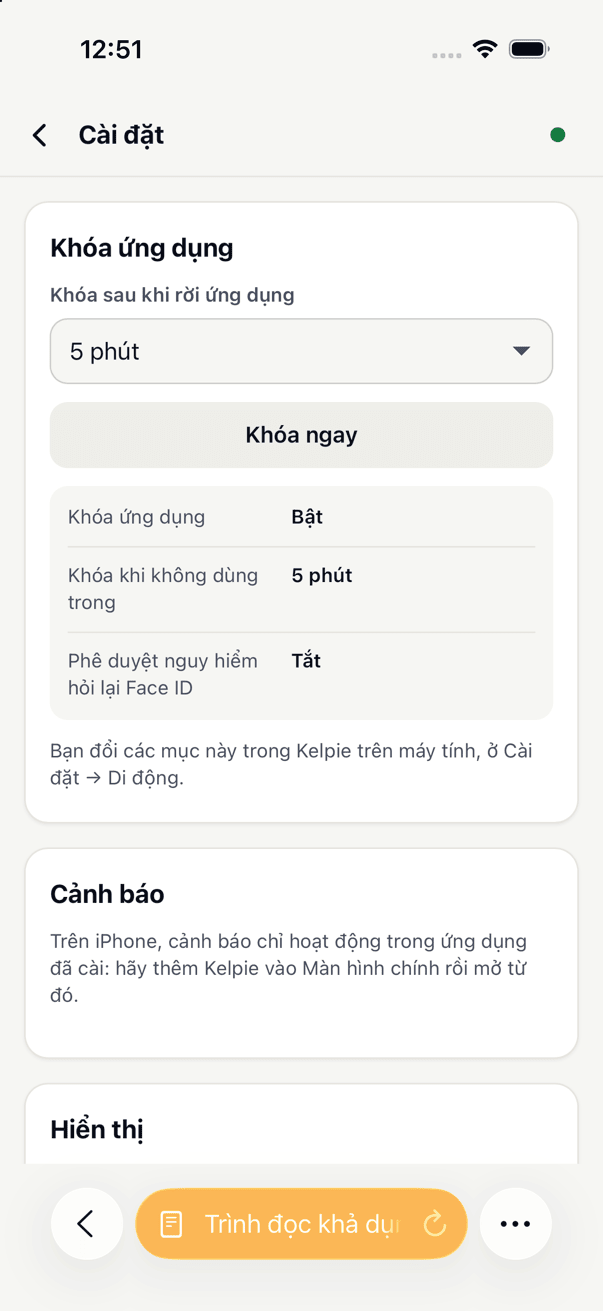 12:51
Cài đặt
Khóa ứng dụng
Khóa sau khi rời ứng dụng
5 phút
Khóa ngay
Khóa ứng dụng
Bật
Khóa khi không dùng
trong
5 phút
Phê duyệt nguy hiểm
hỏi lại Face ID
Tắt
Bạn đổi các mục này trong Kelpie trên máy tính, ở Cài
đặt → Di động.
Cảnh báo
Trên iPhone, cảnh báo chỉ hoạt động trong ứng dụng
đã cài: hãy thêm Kelpie vào Màn hình chính rồi mở từ
đó.
Hiển thị
Trình đọc khả